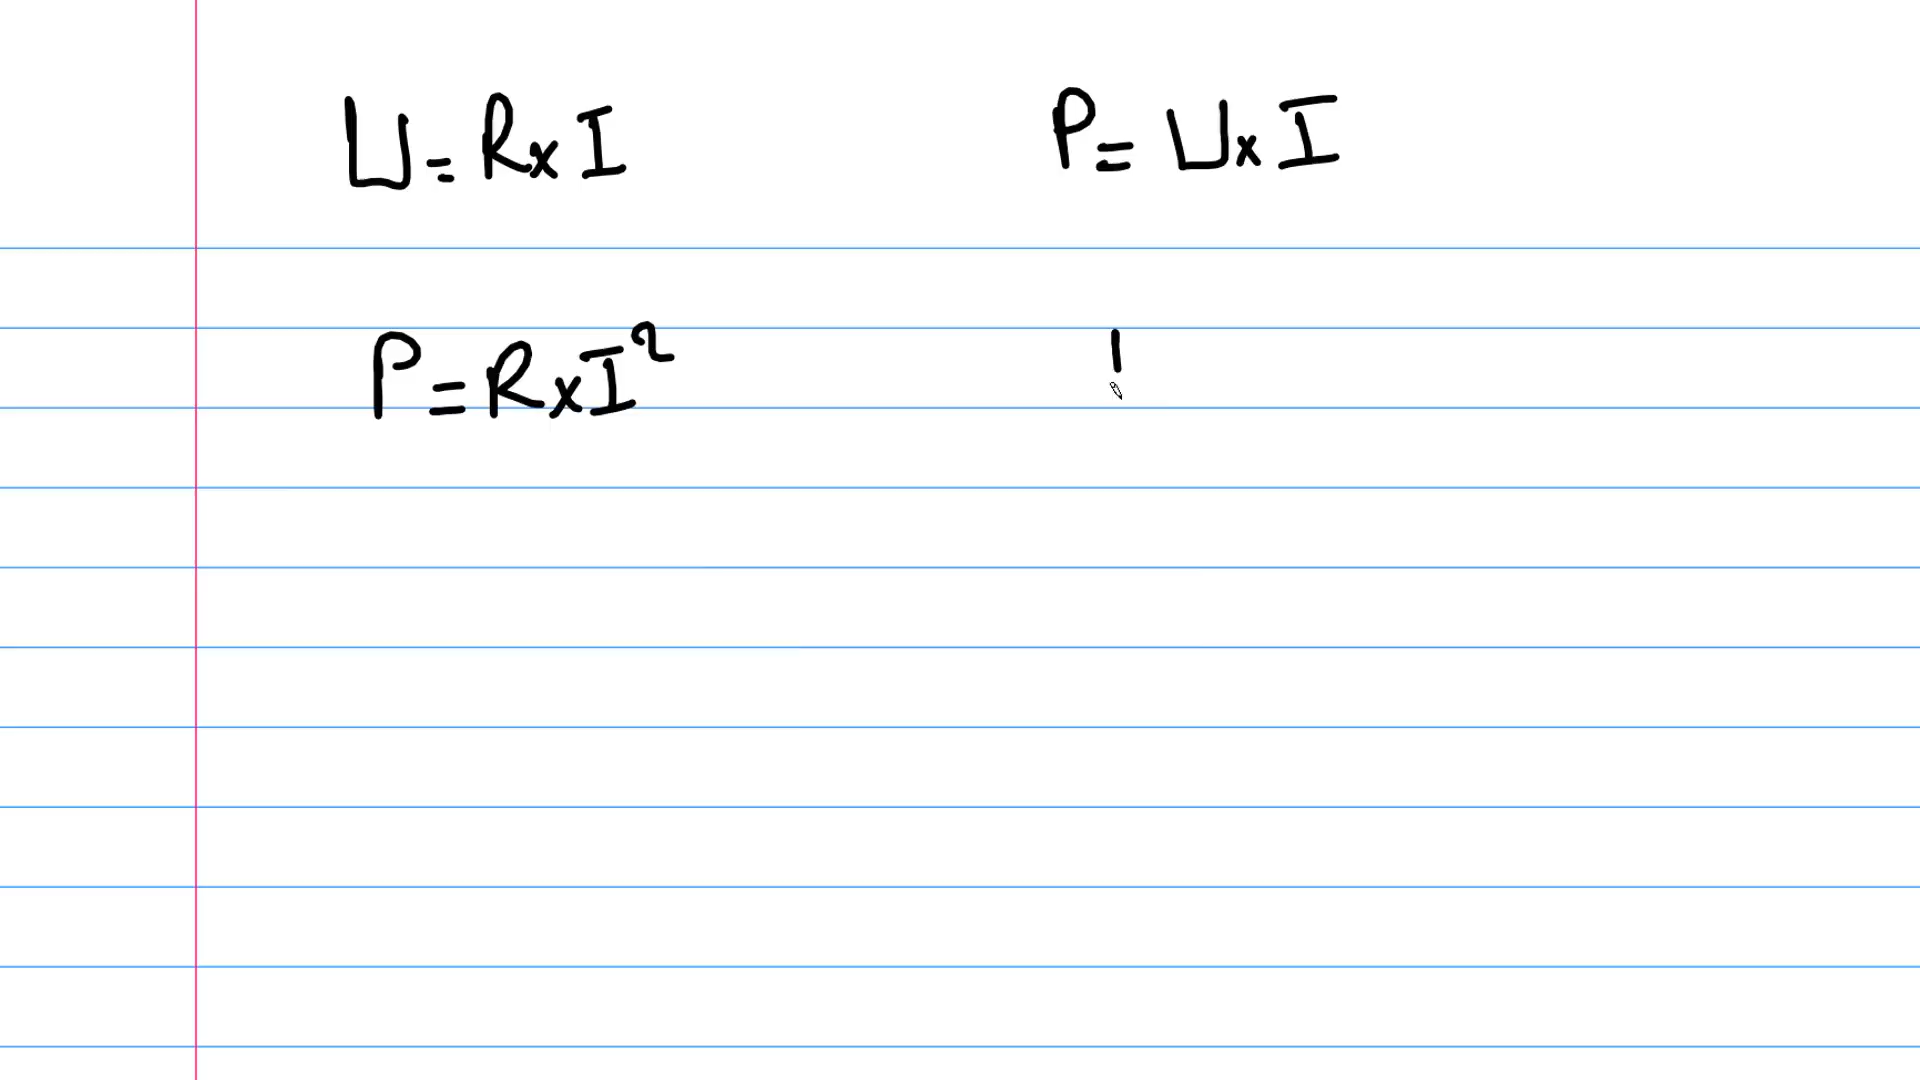 U = R x I P = U x I
P = R x I²